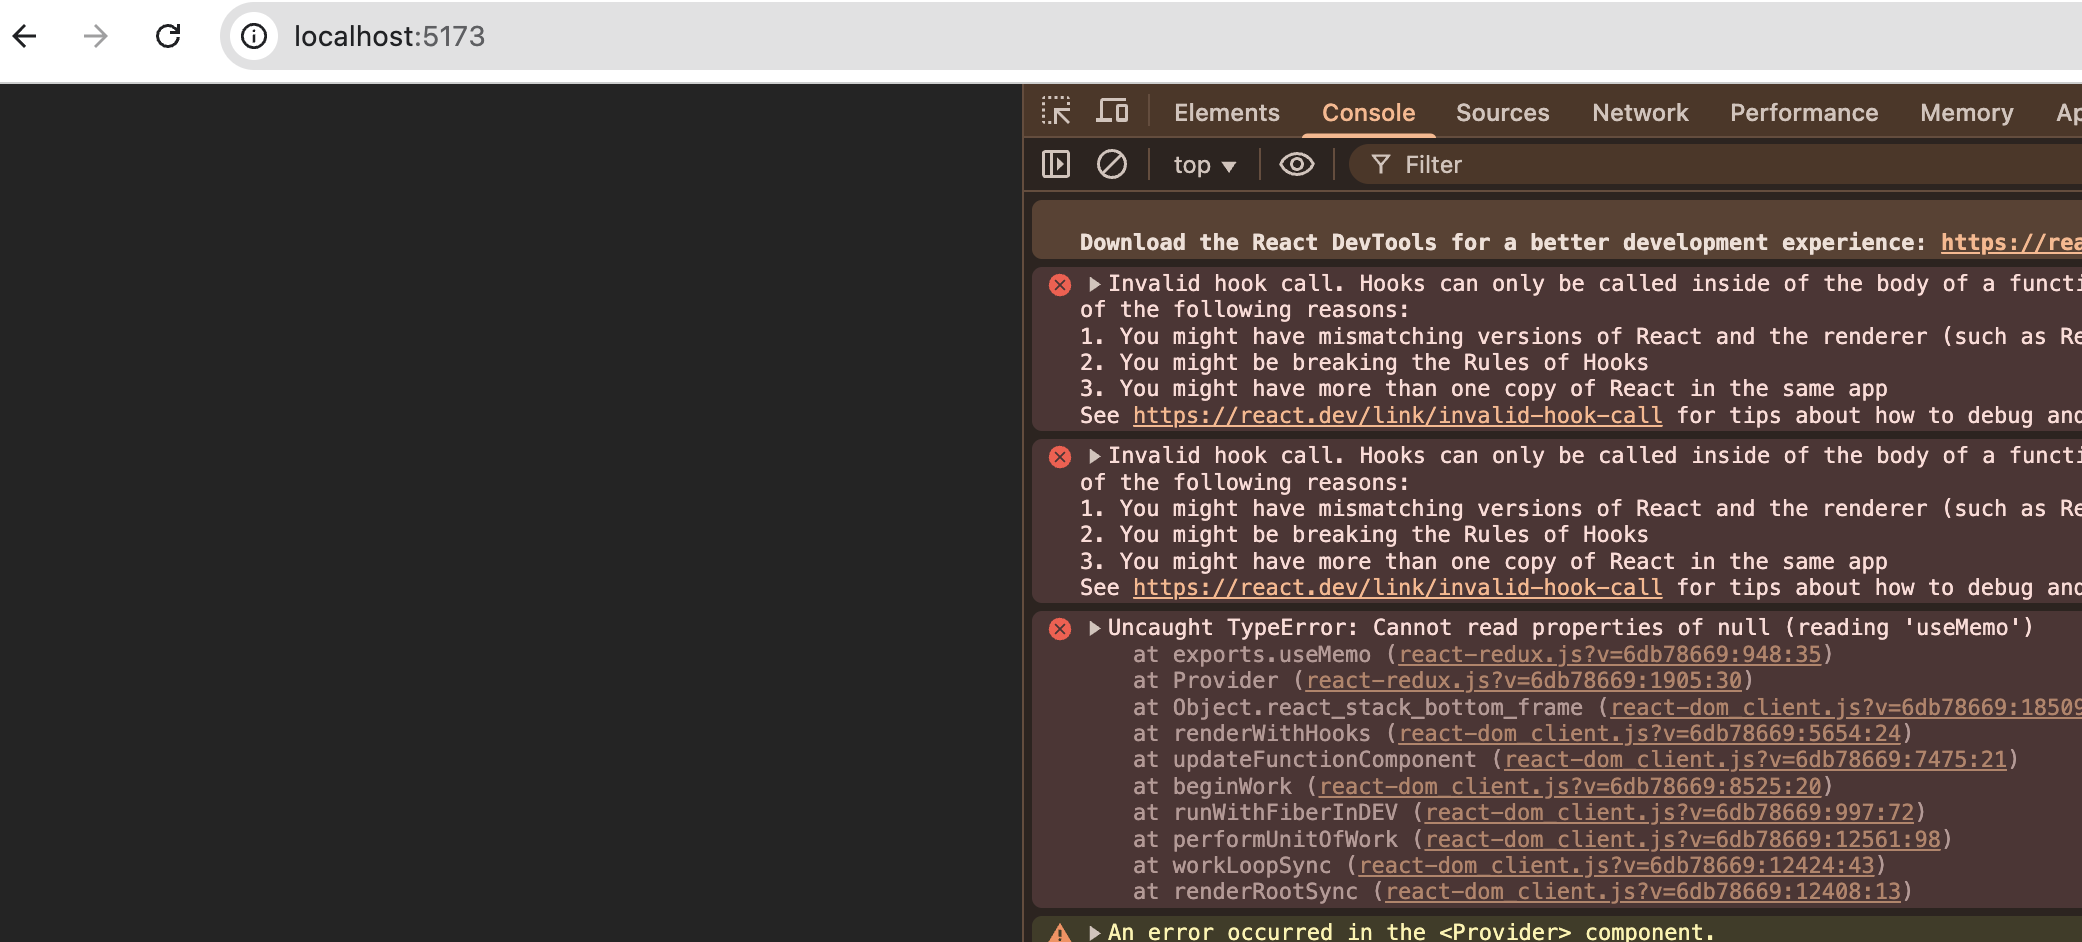 localhost:5173
Elements Console Sources Network Performance Memory Ap
top Filter
Download the React DevTools for a better development experience: https://rea
Invalid hook call. Hooks can only be called inside of the body of a functi
of the following reasons:
1. You might have mismatching versions of React and the renderer (such as Re
2. You might be breaking the Rules of Hooks
3. You might have more than one copy of React in the same app
See https://react.dev/link/invalid-hook-call for tips about how to debug and
Invalid hook call. Hooks can only be called inside of the body of a functi
of the following reasons:
1. You might have mismatching versions of React and the renderer (such as Re
2. You might be breaking the Rules of Hooks
3. You might have more than one copy of React in the same app
See https://react.dev/link/invalid-hook-call for tips about how to debug and
Uncaught TypeError: Cannot read properties of null (reading 'useMemo')
at exports.useMemo (react-redux.js?v=6db78669:948:35)
at Provider (react-redux.js?v=6db78669:1905:30)
at Object.react_stack_bottom_frame (react-dom_client.js?v=6db78669:18509
at renderWithHooks (react-dom_client.js?v=6db78669:5654:24)
at updateFunctionComponent (react-dom_client.js?v=6db78669:7475:21)
at beginWork (react-dom_client.js?v=6db78669:8525:20)
at runWithFiberInDEV (react-dom_client.js?v=6db78669:997:72)
at performUnitOfWork (react-dom_client.js?v=6db78669:12561:98)
at workLoopSync (react-dom_client.js?v=6db78669:12424:43)
at renderRootSync (react-dom_client.js?v=6db78669:12408:13)
An error occurred in the <Provider> component.